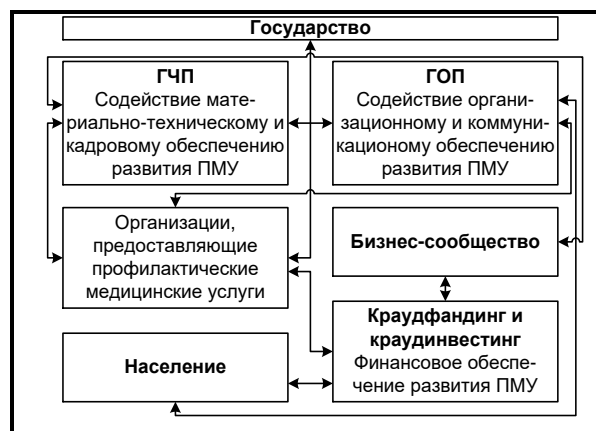 Государство
ГЧП
Содействие мате-
риально-техническому и
кадровому обеспечению
развития ПМУ
ГОП
Содействие органи-
зационному и коммуни-
кационому обеспечению
развития ПМУ
Организации,
предоставляющие
профилактические
медицинские услуги
Бизнес-сообщество
Краудфандинг и
краудинвестинг
Финансовое обеспе-
чение развития ПМУ
Население